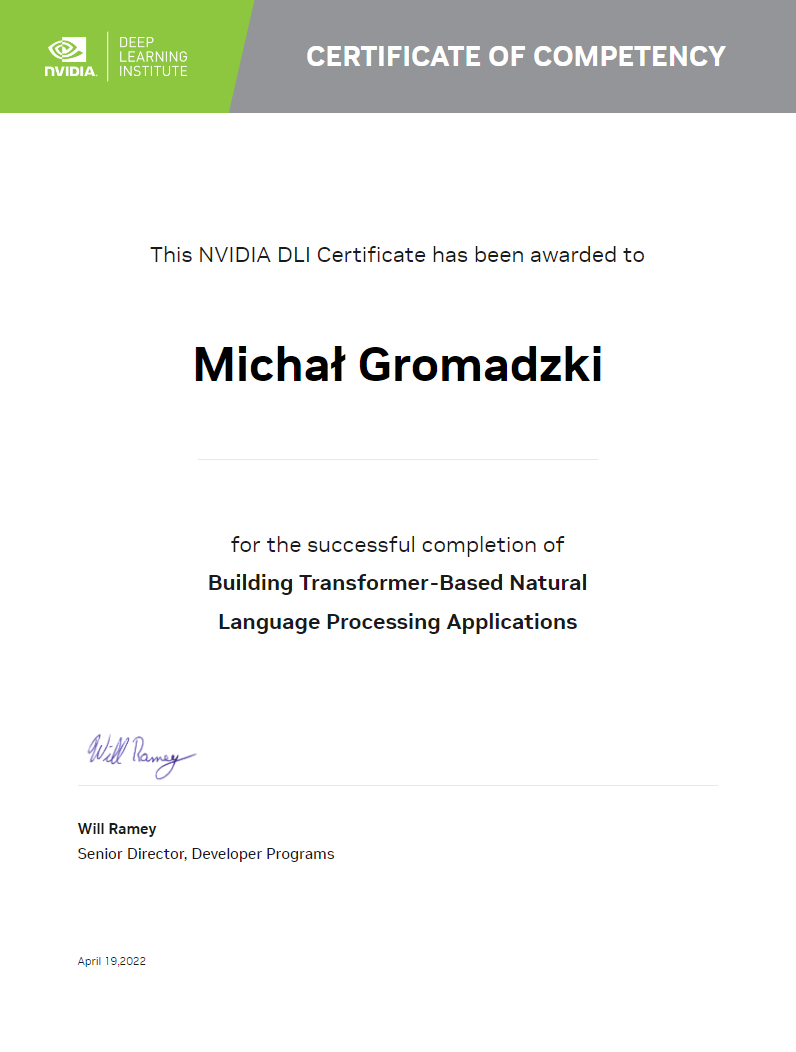 NVIDIA.
DEEP
LEARNING
INSTITUTE
CERTIFICATE OF COMPETENCY
This NVIDIA DLI Certificate has been awarded to
Michał Gromadzki
for the successful completion of
Building Transformer-Based Natural
Language Processing Applications
Will Ramey
Will Ramey
Senior Director, Developer Programs
April 19,2022